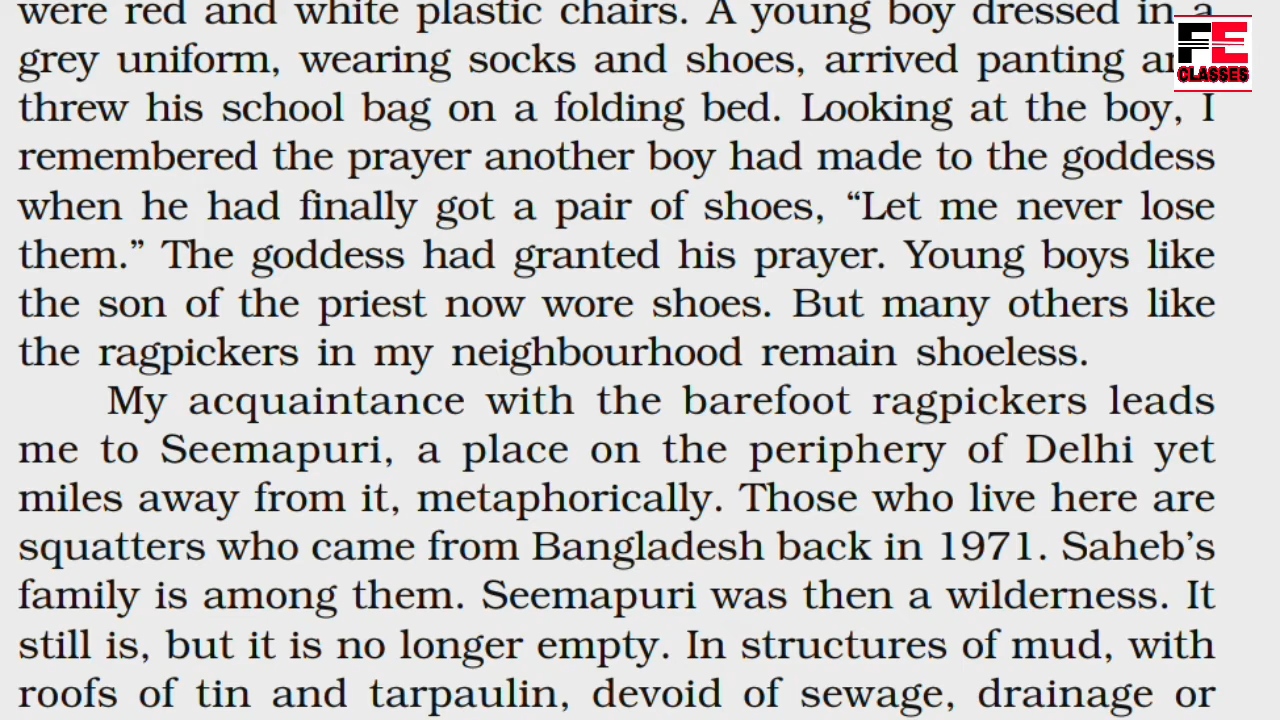 were red and white plastic chairs. A young boy dressed in a
grey uniform, wearing socks and shoes, arrived panting
threw his school bag on a folding bed. Looking at the boy, I
remembered the prayer another boy had made to the goddess
when he had finally got a pair of shoes, “Let me never lose
them.” The goddess had granted his prayer. Young boys like
the son of the priest now wore shoes. But many others like
the ragpickers in my neighbourhood remain shoeless.
My acquaintance with the barefoot ragpickers leads
me to Seemapuri, a place on the periphery of Delhi yet
miles away from it, metaphorically. Those who live here are
squatters who came from Bangladesh back in 1971. Saheb’s
family is among them. Seemapuri was then a wilderness. It
still is, but it is no longer empty. In structures of mud, with
roofs of tin and tarpaulin, devoid of sewage, drainage or
FE
CLASSES